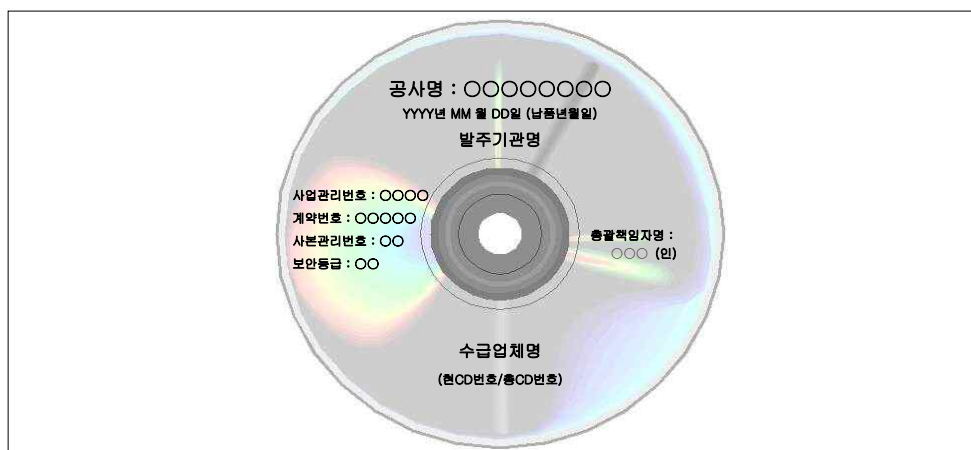 공사명 : ○○○○○○○○
YYYY년 MM 월 DD일 (납품년월일)
발주기관명
사업관리번호 : ○○○○
계약번호 : ○○○○○
사본관리번호 : ○○
보안등급 : ○○
총괄책임자명 :
○○○ (인)
수급업체명
(현CD번호/총CD번호)